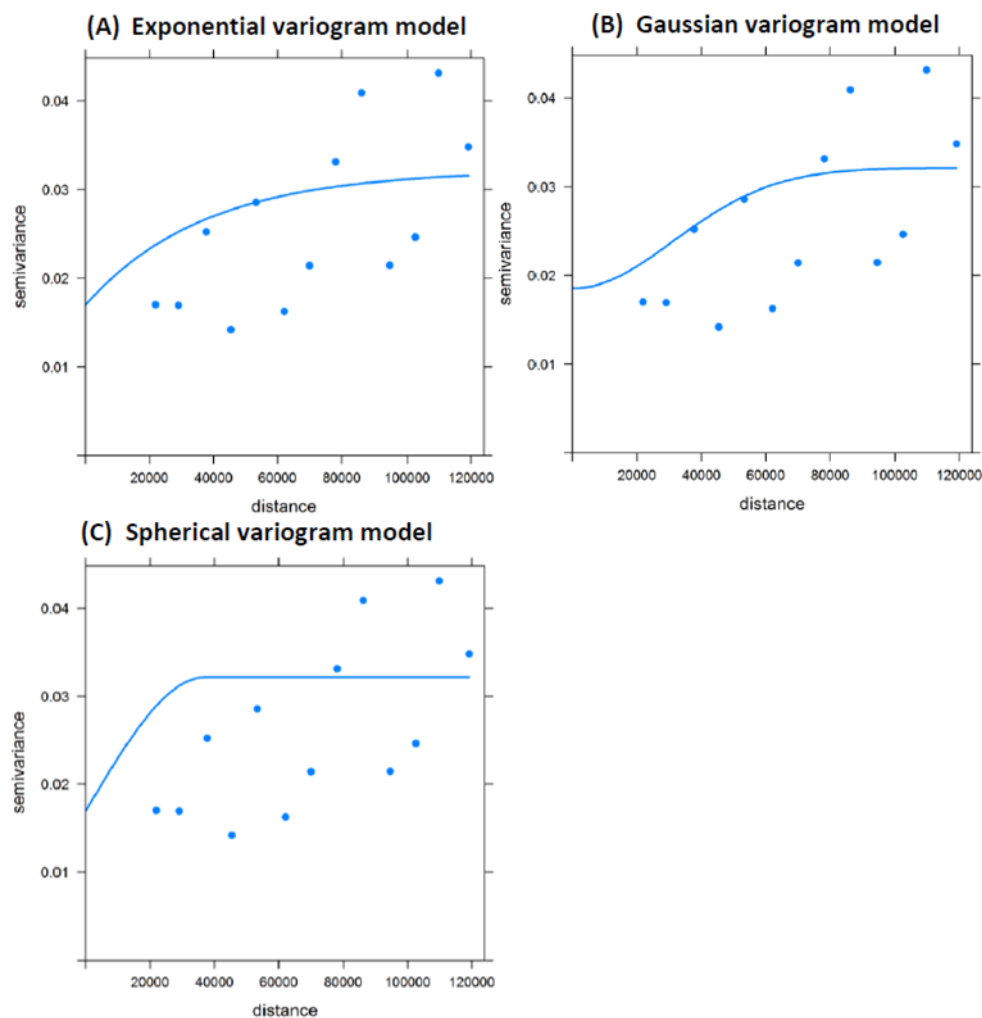 (A) Exponential variogram model
0.04
0.03
0.02
0.01
semivariance
20000 40000 60000 80000 100000 120000
distance
(B) Gaussian variogram model
0.04
0.03
0.02
0.01
semivariance
20000 40000 60000 80000 100000 120000
distance
(C) Spherical variogram model
0.04
0.03
0.02
0.01
semivariance
20000 40000 60000 80000 100000 120000
distance